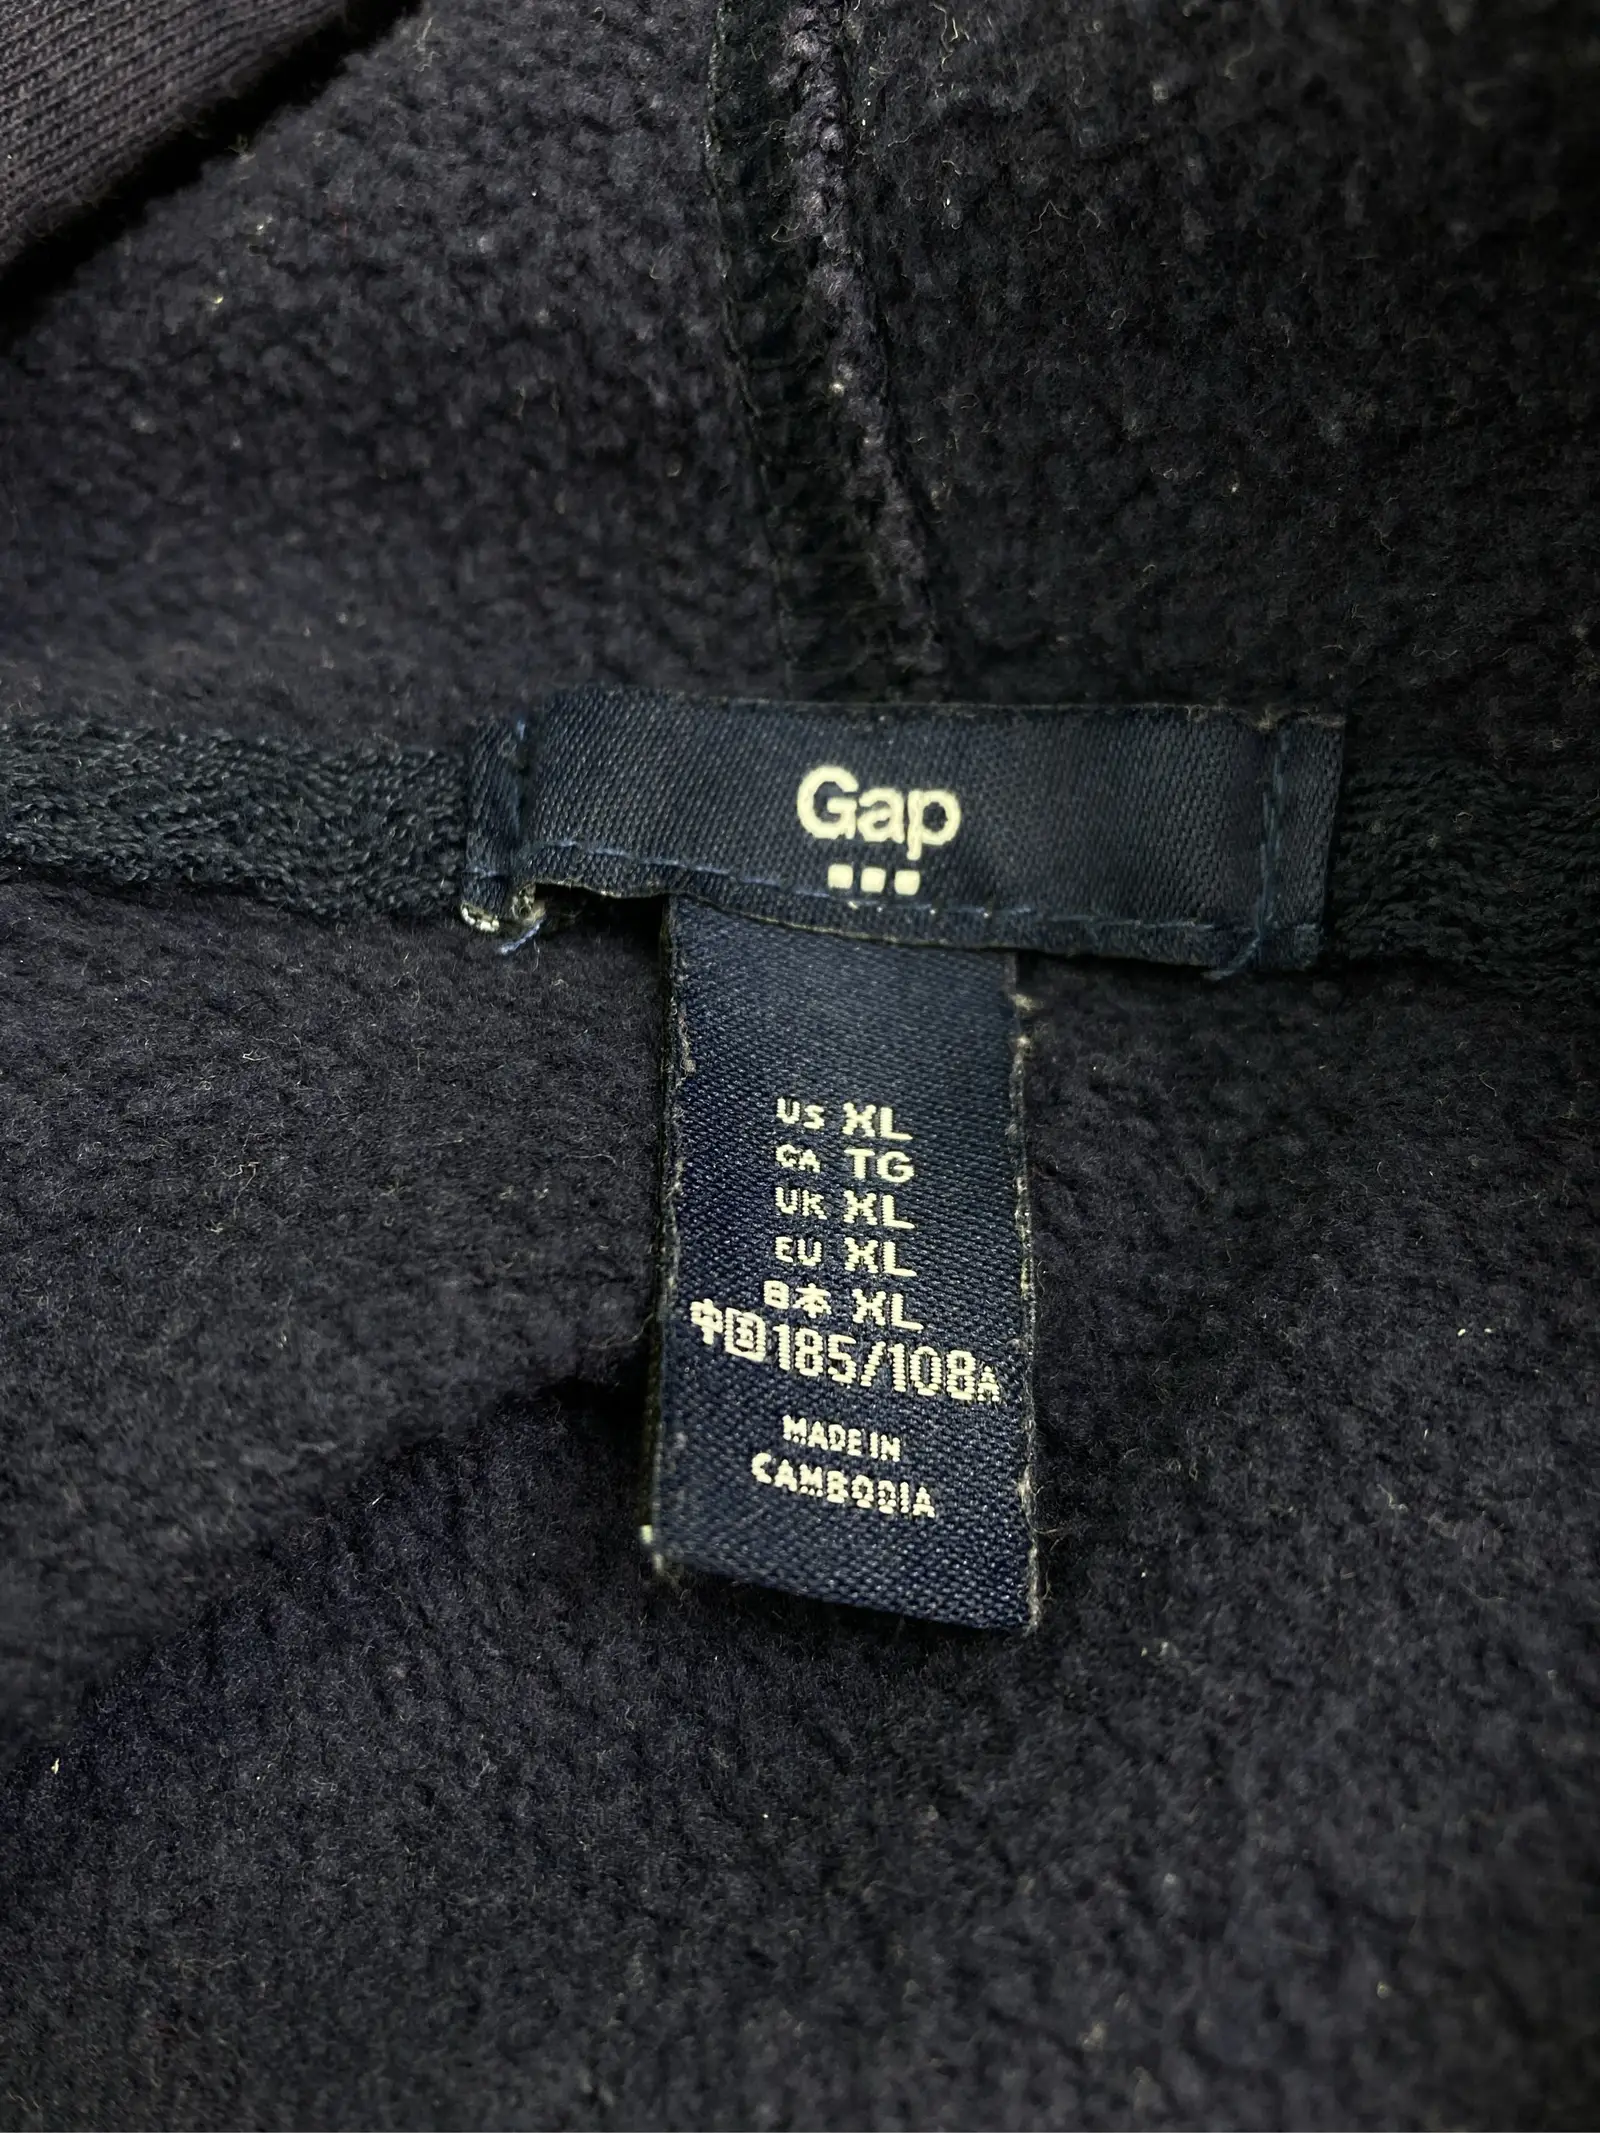 Gap
US XL
CA TG
UK XL
EU XL
日本 XL
中国 185/108A
MADE IN
CAMBODIA